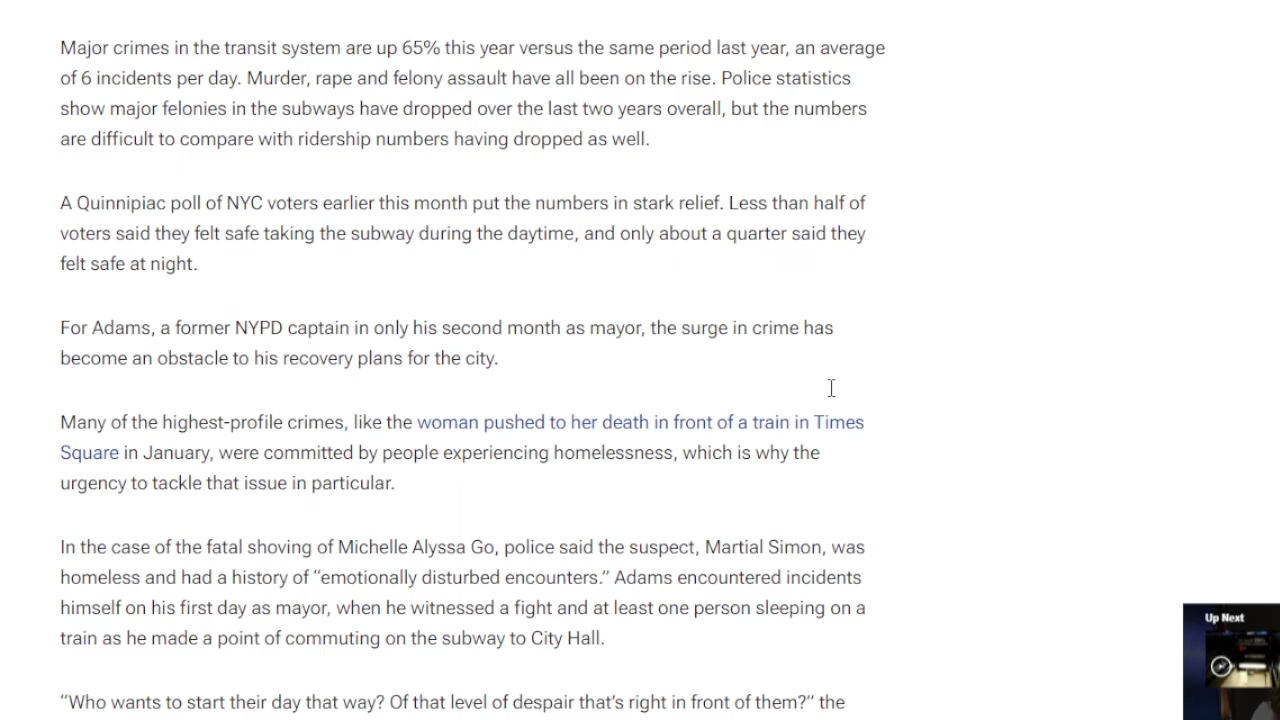 Major crimes in the transit system are up 65% this year versus the same period last year, an average
of 6 incidents per day. Murder, rape and felony assault have all been on the rise. Police statistics
show major felonies in the subways have dropped over the last two years overall, but the numbers
are difficult to compare with ridership numbers having dropped as well.
A Quinnipiac poll of NYC voters earlier this month put the numbers in stark relief. Less than half of
voters said they felt safe taking the subway during the daytime, and only about a quarter said they
felt safe at night.
For Adams, a former NYPD captain in only his second month as mayor, the surge in crime has
become an obstacle to his recovery plans for the city.
Many of the highest-profile crimes, like the woman pushed to her death in front of a train in Times
Square in January, were committed by people experiencing homelessness, which is why the
urgency to tackle that issue in particular.
In the case of the fatal shoving of Michelle Alyssa Go, police said the suspect, Martial Simon, was
homeless and had a history of “emotionally disturbed encounters.” Adams encountered incidents
himself on his first day as mayor, when he witnessed a fight and at least one person sleeping on a
train as he made a point of commuting on the subway to City Hall.
“Who wants to start their day that way? Of that level of despair that’s right in front of them?” the
Up Next